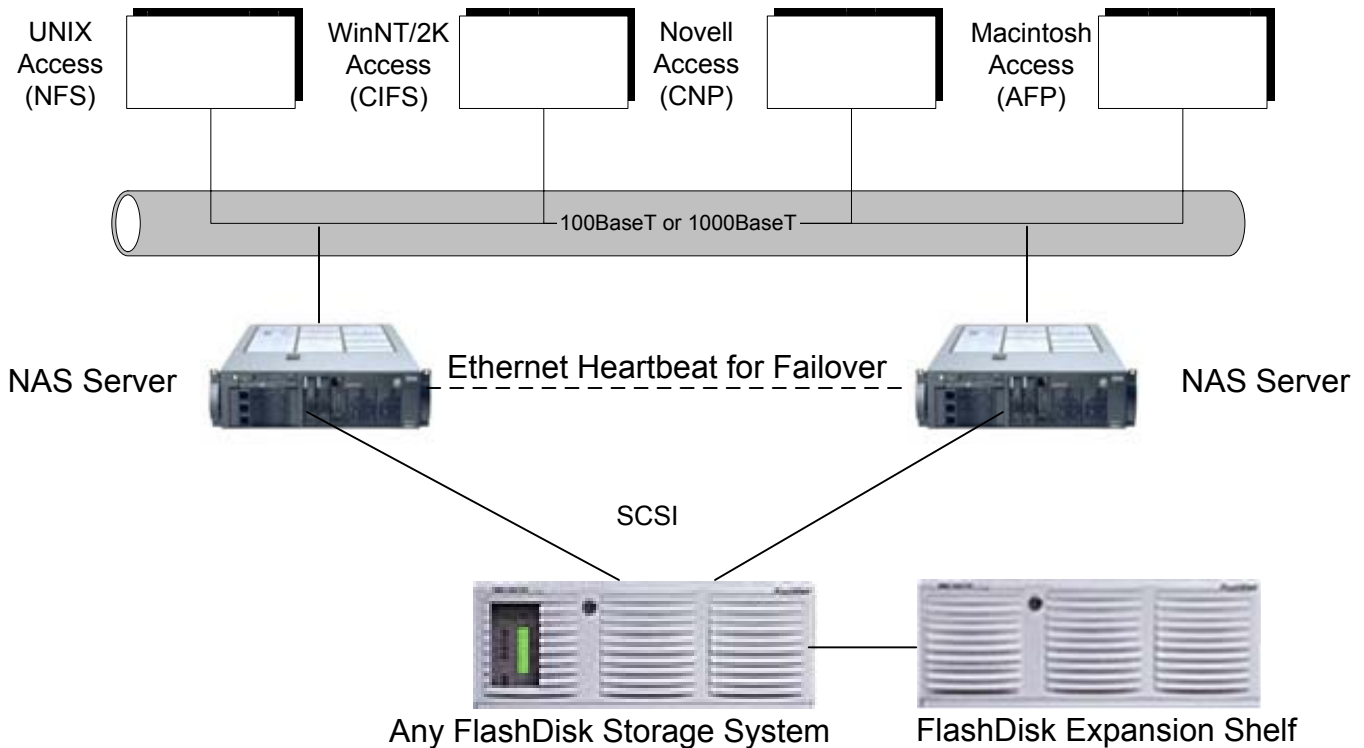 UNIX
Access
(NFS)
WinNT/2K
Access
(CIFS)
Novell
Access
(CNP)
Macintosh
Access
(AFP)
100BaseT or 1000BaseT
NAS Server
Ethernet Heartbeat for Failover
NAS Server
SCSI
Any FlashDisk Storage System
FlashDisk Expansion Shelf